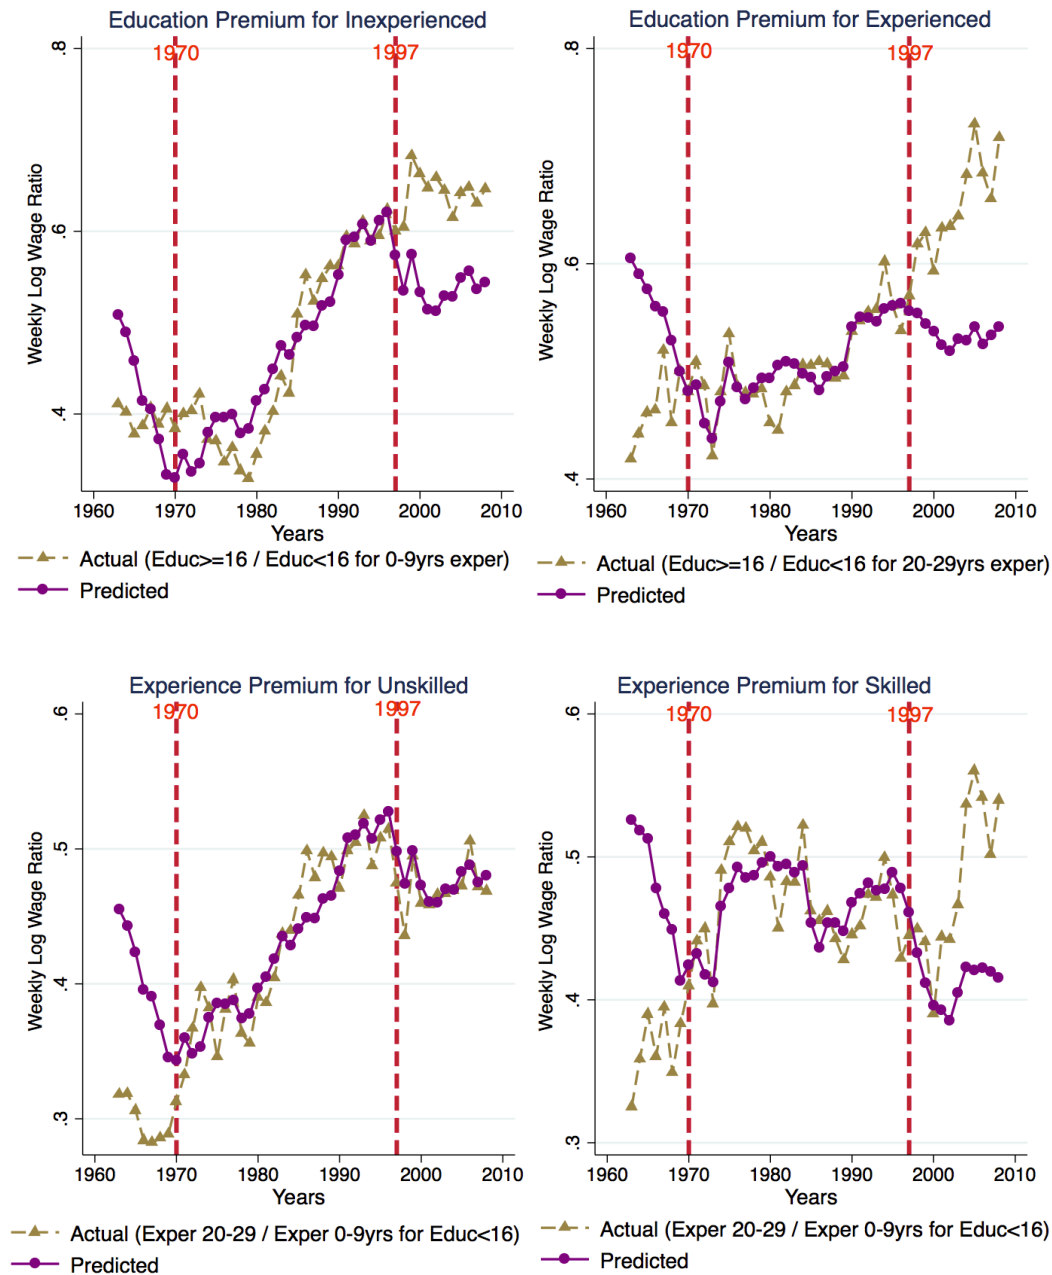 Education Premium for Inexperienced
1970
1997
Weekly Log Wage Ratio
.8
.6
.4
1960 1970 1980 1990 2000 2010
Years
Actual (Educ>=16 / Educ<16 for 0-9yrs exper)
Predicted
Education Premium for Experienced
1970
1997
Weekly Log Wage Ratio
.8
.6
.4
1960 1970 1980 1990 2000 2010
Years
Actual (Educ>=16 / Educ<16 for 20-29yrs exper)
Predicted
Experience Premium for Unskilled
1970
1997
Weekly Log Wage Ratio
.6
.5
.4
.3
1960 1970 1980 1990 2000 2010
Years
Actual (Exper 20-29 / Exper 0-9yrs for Educ<16)
Predicted
Experience Premium for Skilled
1970
1997
Weekly Log Wage Ratio
.6
.5
.4
.3
1960 1970 1980 1990 2000 2010
Years
Actual (Exper 20-29 / Exper 0-9yrs for Educ<16)
Predicted